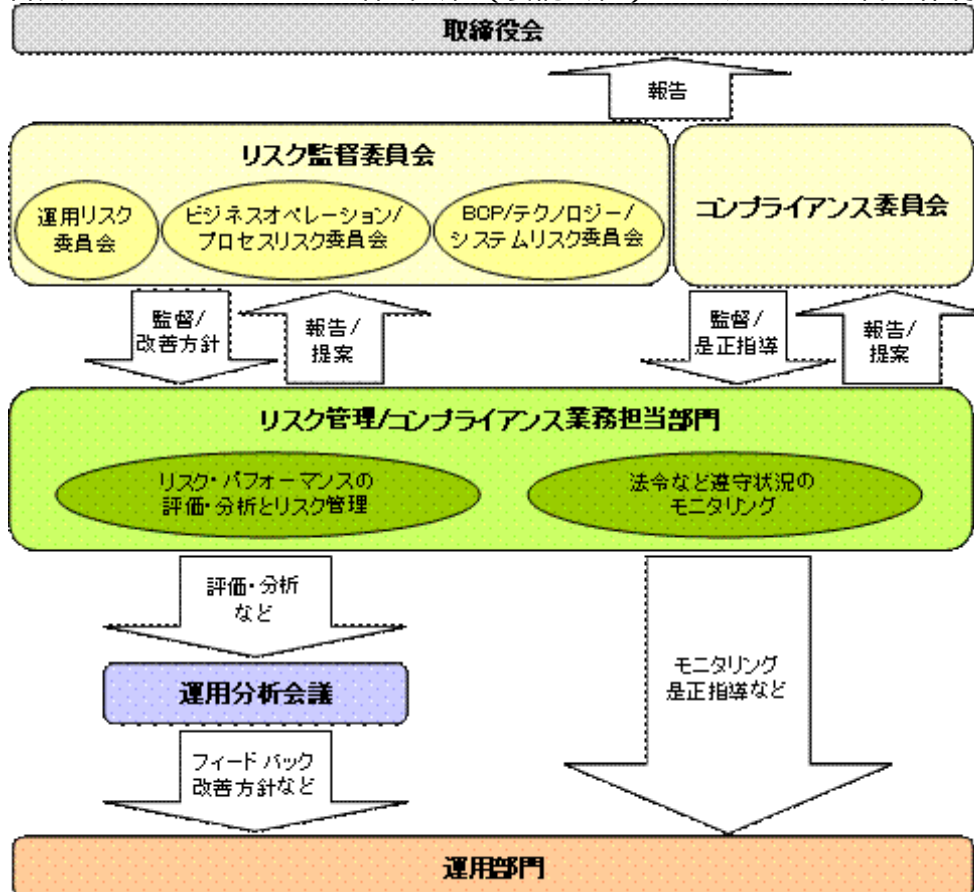 取締役会
報告
リスク監督委員会
運用リスク
委員会
ビジネスオペレーション/
プロセスリスク委員会
BCP/テクノロジー/
システムリスク委員会
コンプライアンス委員会
監督/
改善方針
報告/
提案
監督/
是正指導
報告/
提案
リスク管理/コンプライアンス業務担当部門
リスク・パフォーマンスの
評価・分析とリスク管理
法令など遵守状況の
モニタリング
評価・分析
など
運用分析会議
モニタリング
是正指導など
フィードバック
改善方針など
運用部門